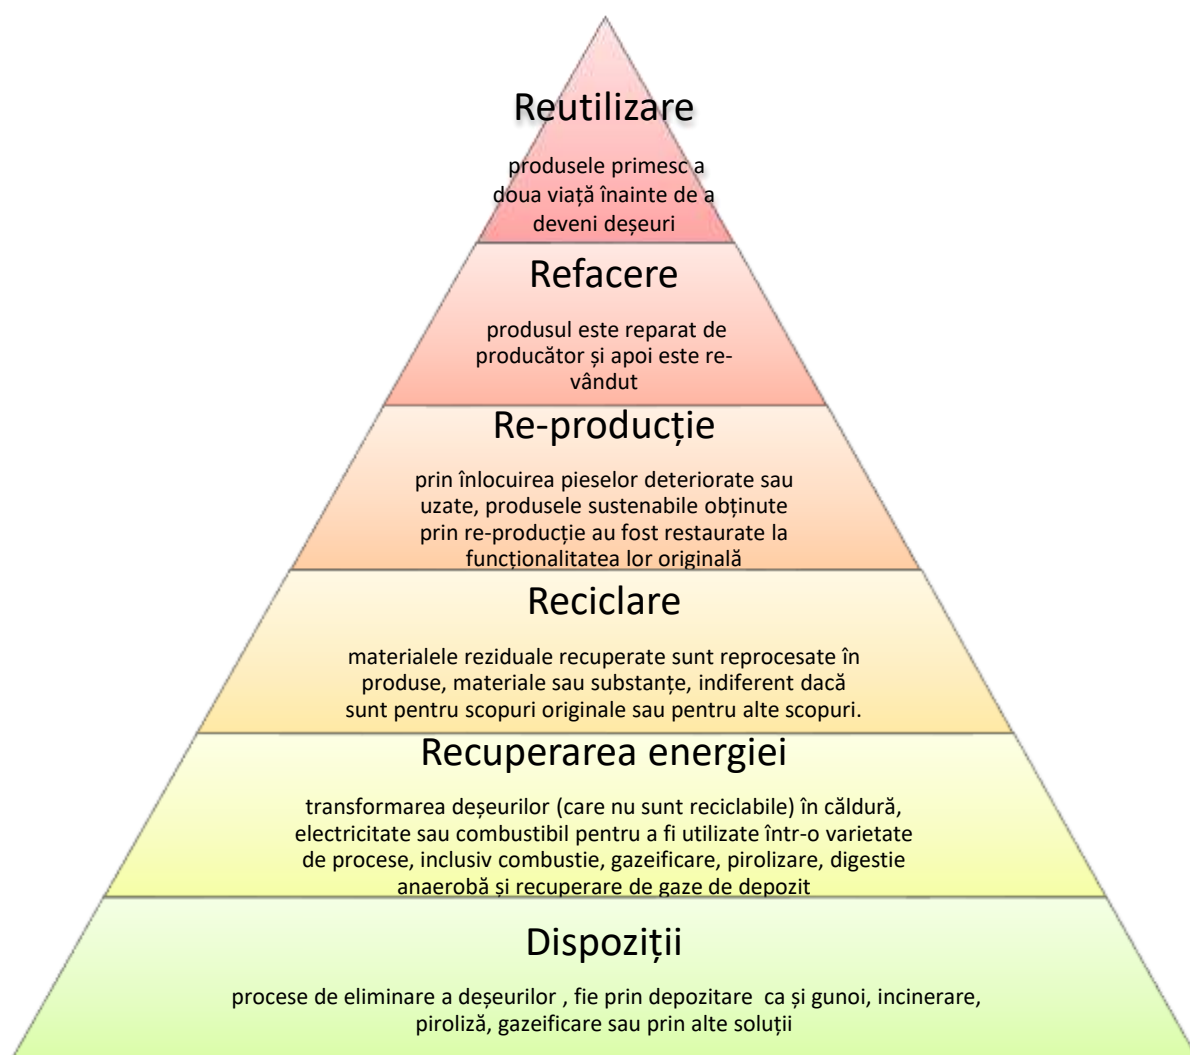 Reutilizare
produsele primesc a
doua viață înainte de a
deveni deșeuri
Refacere
produsul este reparat de
producător și apoi este re-
vândut
Re-producție
prin înlocuirea pieselor deteriorate sau
uzate, produsele sustenabile obținute
prin re-producție au fost restaurate la
funcționalitatea lor originală
Reciclare
materialele reziduale recuperate sunt reprocesate în
produse, materiale sau substanțe, indiferent dacă
sunt pentru scopuri originale sau pentru alte scopuri.
Recuperarea energiei
transformarea deșeurilor (care nu sunt reciclabile) în căldură,
electricitate sau combustibil pentru a fi utilizate într-o varietate
de procese, inclusiv combustie, gazeificare, pirolizare, digestie
anaerobă și recuperare de gaze de depozit
Dispoziții
procese de eliminare a deșeurilor , fie prin depozitare  ca și gunoi, incinerare,
piroliză, gazeificare sau prin alte soluții